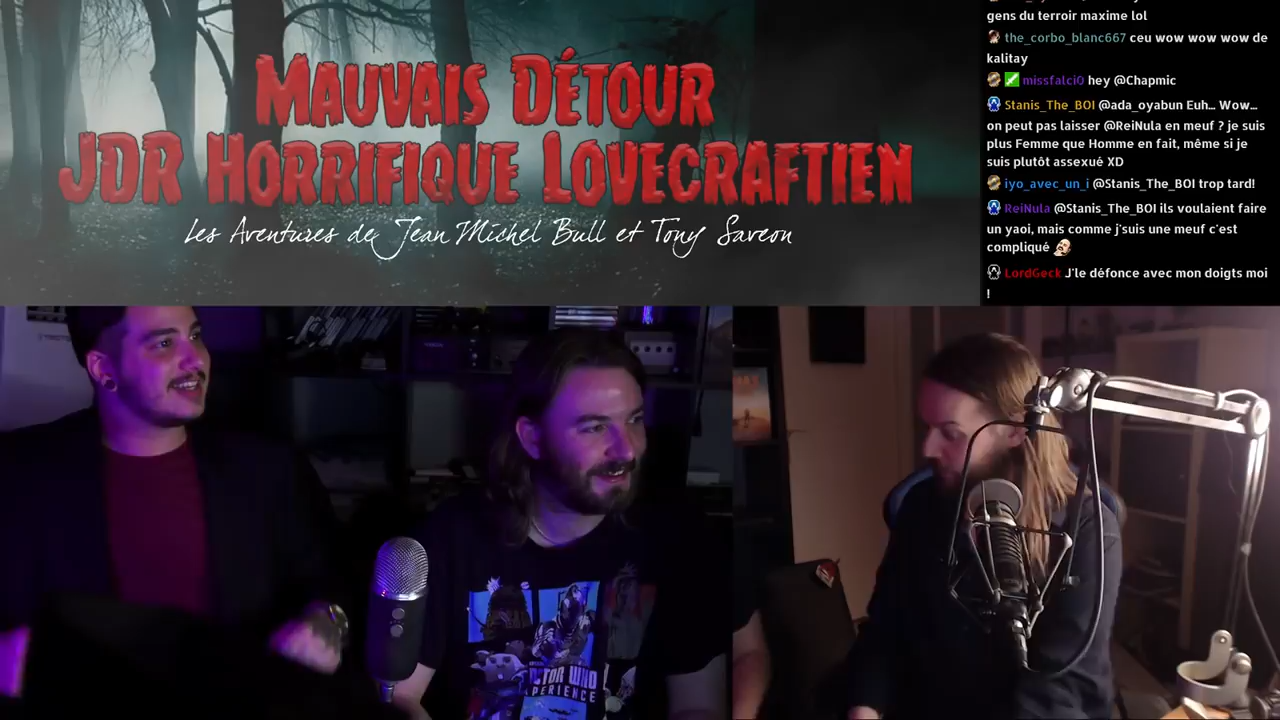 MAUVAIS DÉTOUR
JDR HORRIFIQUE LOVECRAFTIEN
Les Aventures de Jean Michel Bull et Tony Saveon
gens du terroir maxime lol
the_corbo_blanc667 ceu wow wow wow de
kalitay
missfalci0 hey @Chapmic
Stanis_The_BOI @ada_oyabun Euh... Wow...
on peut pas laisser @ReiNula en meuf ? je suis
plus Femme que Homme en fait, même si je
suis plutôt assexué XD
iyo_avec_un_i @Stanis_The_BOI trop tard!
ReiNula @Stanis_The_BOI ils voulaient faire
un yaoi, mais comme j'suis une meuf c'est
compliqué
LordGeck J'le défonce avec mon doigts moi
!
DOCTOR WHO
EXPERIENCE